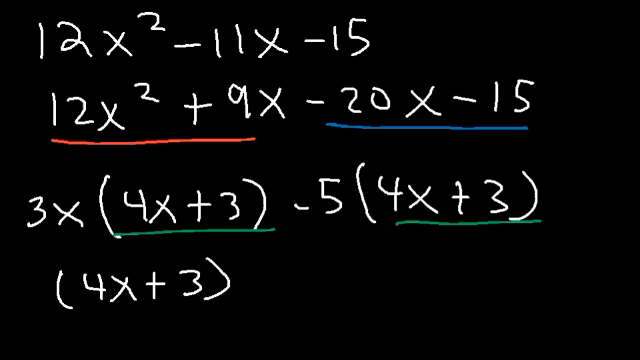 12x² - 11x - 15
12x² + 9x - 20x - 15
3x(4x+3) - 5(4x+3)
(4x+3)